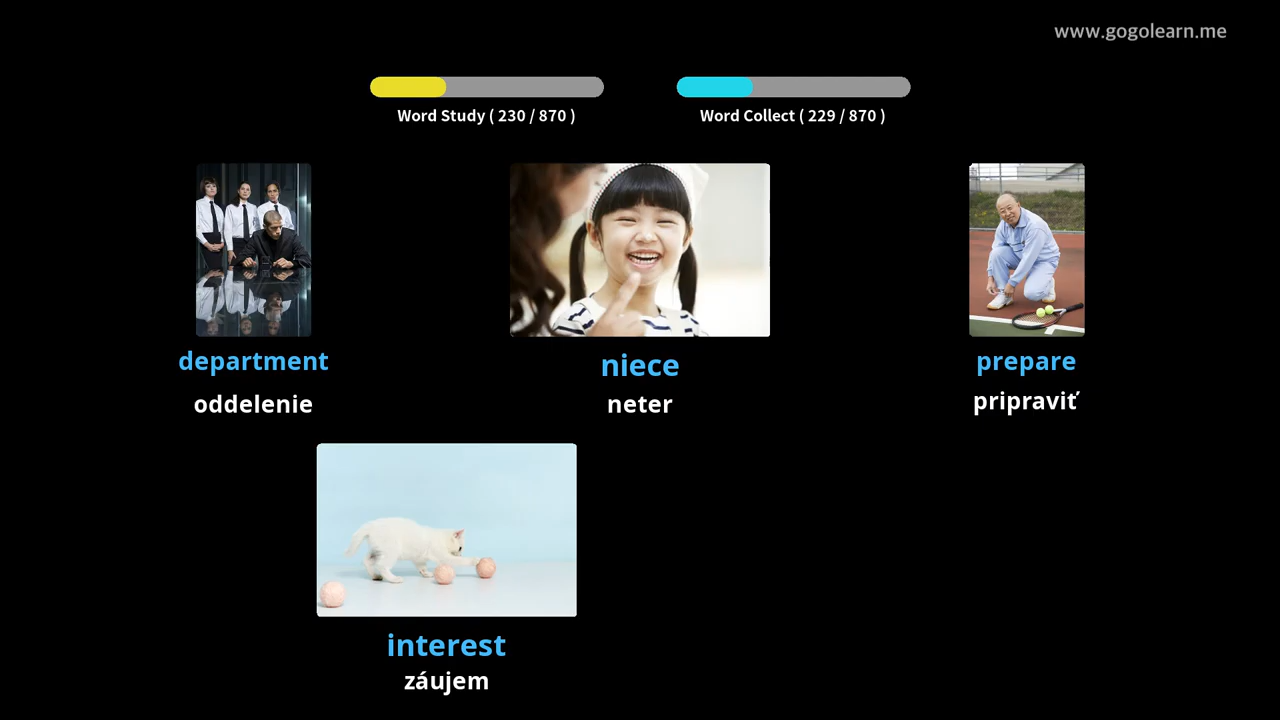 www.gogolearn.me
Word Study ( 230 / 870 )
Word Collect ( 229 / 870 )
department
niece
prepare
oddelenie
neter
pripraviť
interest
záujem